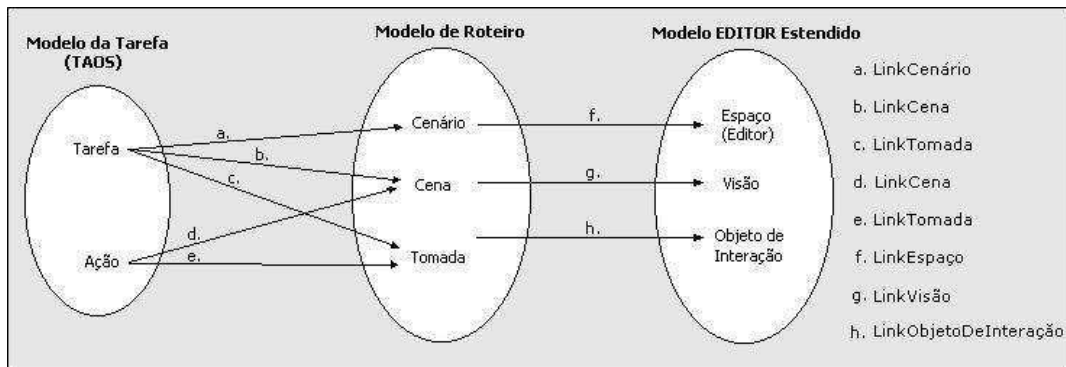 Modelo da Tarefa
(TAOS)
Modelo de Roteiro
Modelo EDITOR Estendido
Tarefa
Ação
a.
b.
c.
d.
e.
Cenário
Cena
Tomada
f.
g.
h.
Espaço
(Editor)
Visão
Objeto de
Interação
a. LinkCenário
b. LinkCena
c. LinkTomada
d. LinkCena
e. LinkTomada
f. LinkEspaço
g. LinkVisão
h. LinkObjetoDeInteração